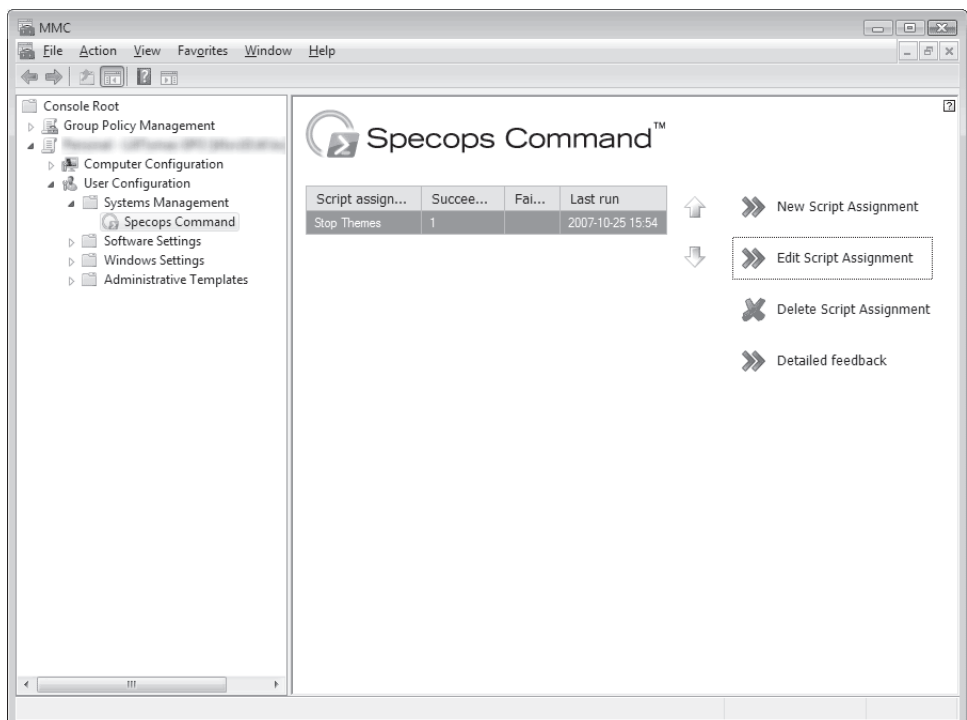 MMC
File Action View Favorites Window Help
Console Root
Group Policy Management
Computer Configuration
User Configuration
Systems Management
Specops Command
Software Settings
Windows Settings
Administrative Templates
Specops Command™
Script assign... Succee... Fai... Last run
Stop Themes 1 2007-10-25 15:54
New Script Assignment
Edit Script Assignment
Delete Script Assignment
Detailed feedback